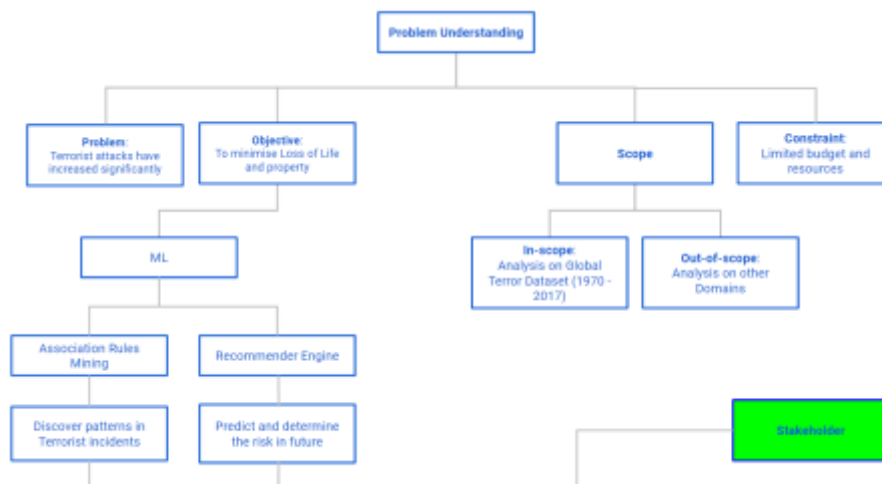 Problem Understanding
Problem:
Terrorist attacks have
increased significantly
Objective:
To minimise Loss of Life
and property
Scope
Constraint:
Limited budget and
resources
ML
In-scope:
Analysis on Global
Terror Dataset (1970 -
2017)
Out-of-scope:
Analysis on other
Domains
Association Rules
Mining
Recommender Engine
Discover patterns in
Terrorist incidents
Predict and determine
the risk in future
Stakeholder